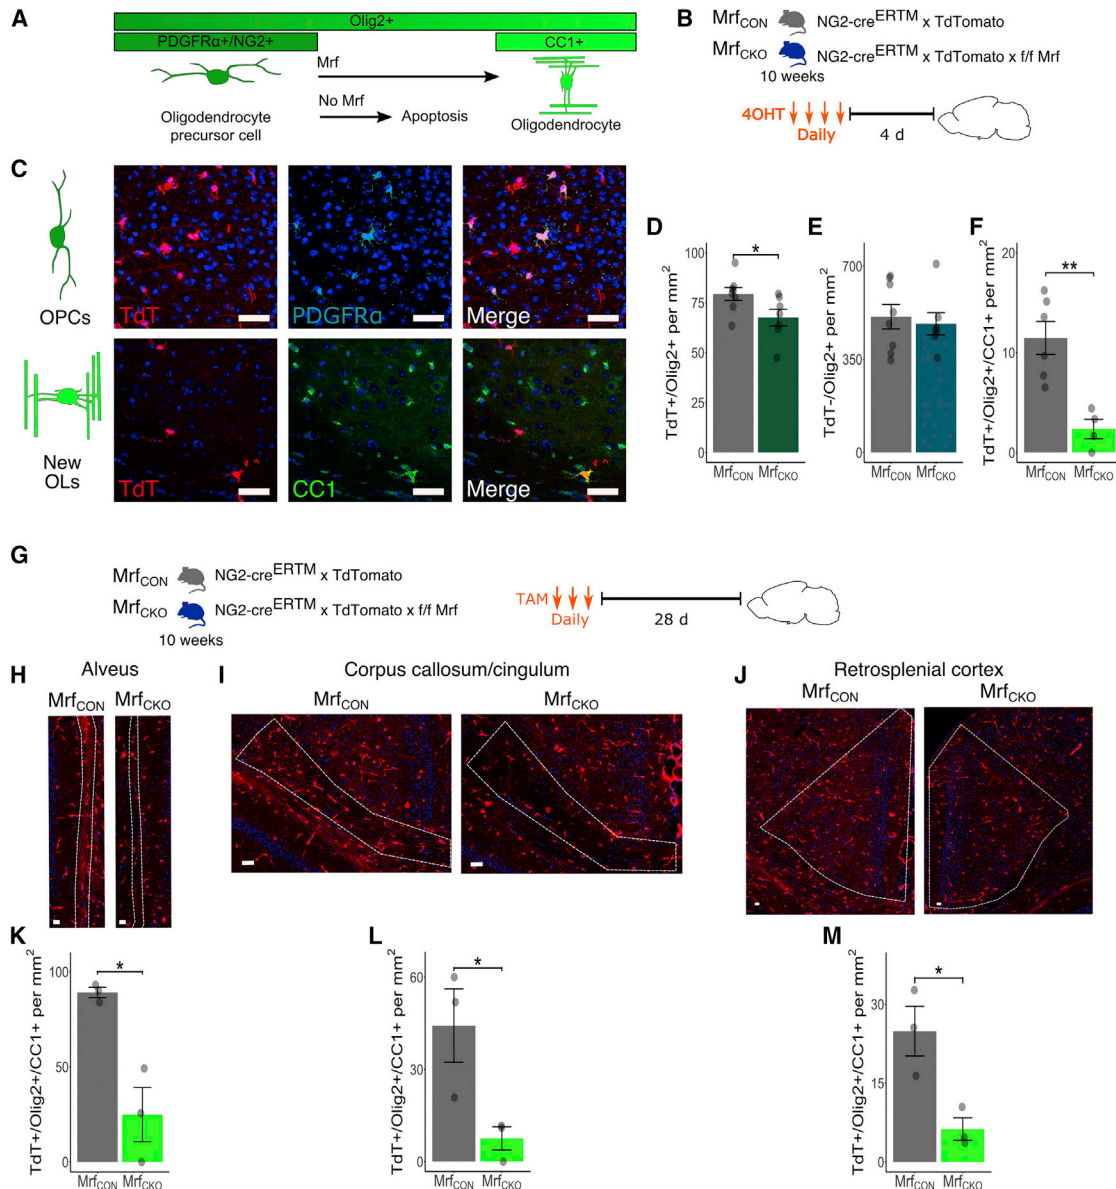 A
Olig2+
PDGFRα+/NG2+
CC1+
Mrf
No Mrf
Apoptosis
Oligodendrocyte
precursor cell
Oligodendrocyte
B
MrfCON NG2-creERTM x TdTomato
MrfCKO NG2-creERTM x TdTomato x f/f Mrf
10 weeks
4OHT
Daily
4 d
C
OPCs
TdT
PDGFRα
Merge
New
OLs
TdT
CC1
Merge
D
TdT+/Olig2+ per mm2
100
75
50
25
0
*
MrfCON MrfCKO
E
TdT-/Olig2+ per mm2
700
350
0
MrfCON MrfCKO
F
TdT+/Olig2+/CC1+ per mm2
20
10
0
**
MrfCON MrfCKO
G
MrfCON NG2-creERTM x TdTomato
MrfCKO NG2-creERTM x TdTomato x f/f Mrf
10 weeks
TAM
Daily
28 d
H
Alveus
MrfCON MrfCKO
I
Corpus callosum/cingulum
MrfCON MrfCKO
J
Retrosplenial cortex
MrfCON MrfCKO
K
TdT+/Olig2+/CC1+ per mm2
100
50
0
*
MrfCON MrfCKO
L
TdT+/Olig2+/CC1+ per mm2
60
30
0
*
MrfCON MrfCKO
M
TdT+/Olig2+/CC1+ per mm2
30
15
0
*
MrfCON MrfCKO